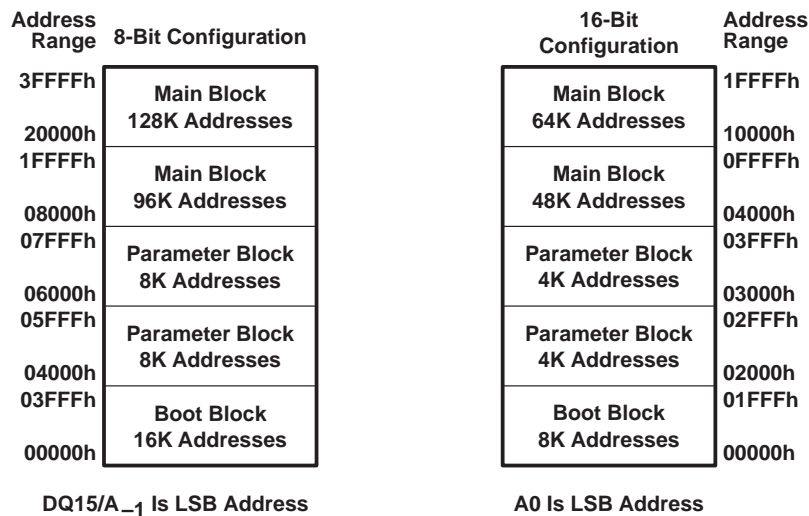 Address
Range
8-Bit Configuration
3FFFFh
Main Block
128K Addresses
20000h
1FFFFh
Main Block
96K Addresses
08000h
07FFFh
Parameter Block
8K Addresses
06000h
05FFFh
Parameter Block
8K Addresses
04000h
03FFFh
Boot Block
16K Addresses
00000h
DQ15/A–1 Is LSB Address
16-Bit
Configuration
Address
Range
1FFFFh
Main Block
64K Addresses
10000h
0FFFFh
Main Block
48K Addresses
04000h
03FFFh
Parameter Block
4K Addresses
03000h
02FFFh
Parameter Block
4K Addresses
02000h
01FFFh
Boot Block
8K Addresses
00000h
A0 Is LSB Address